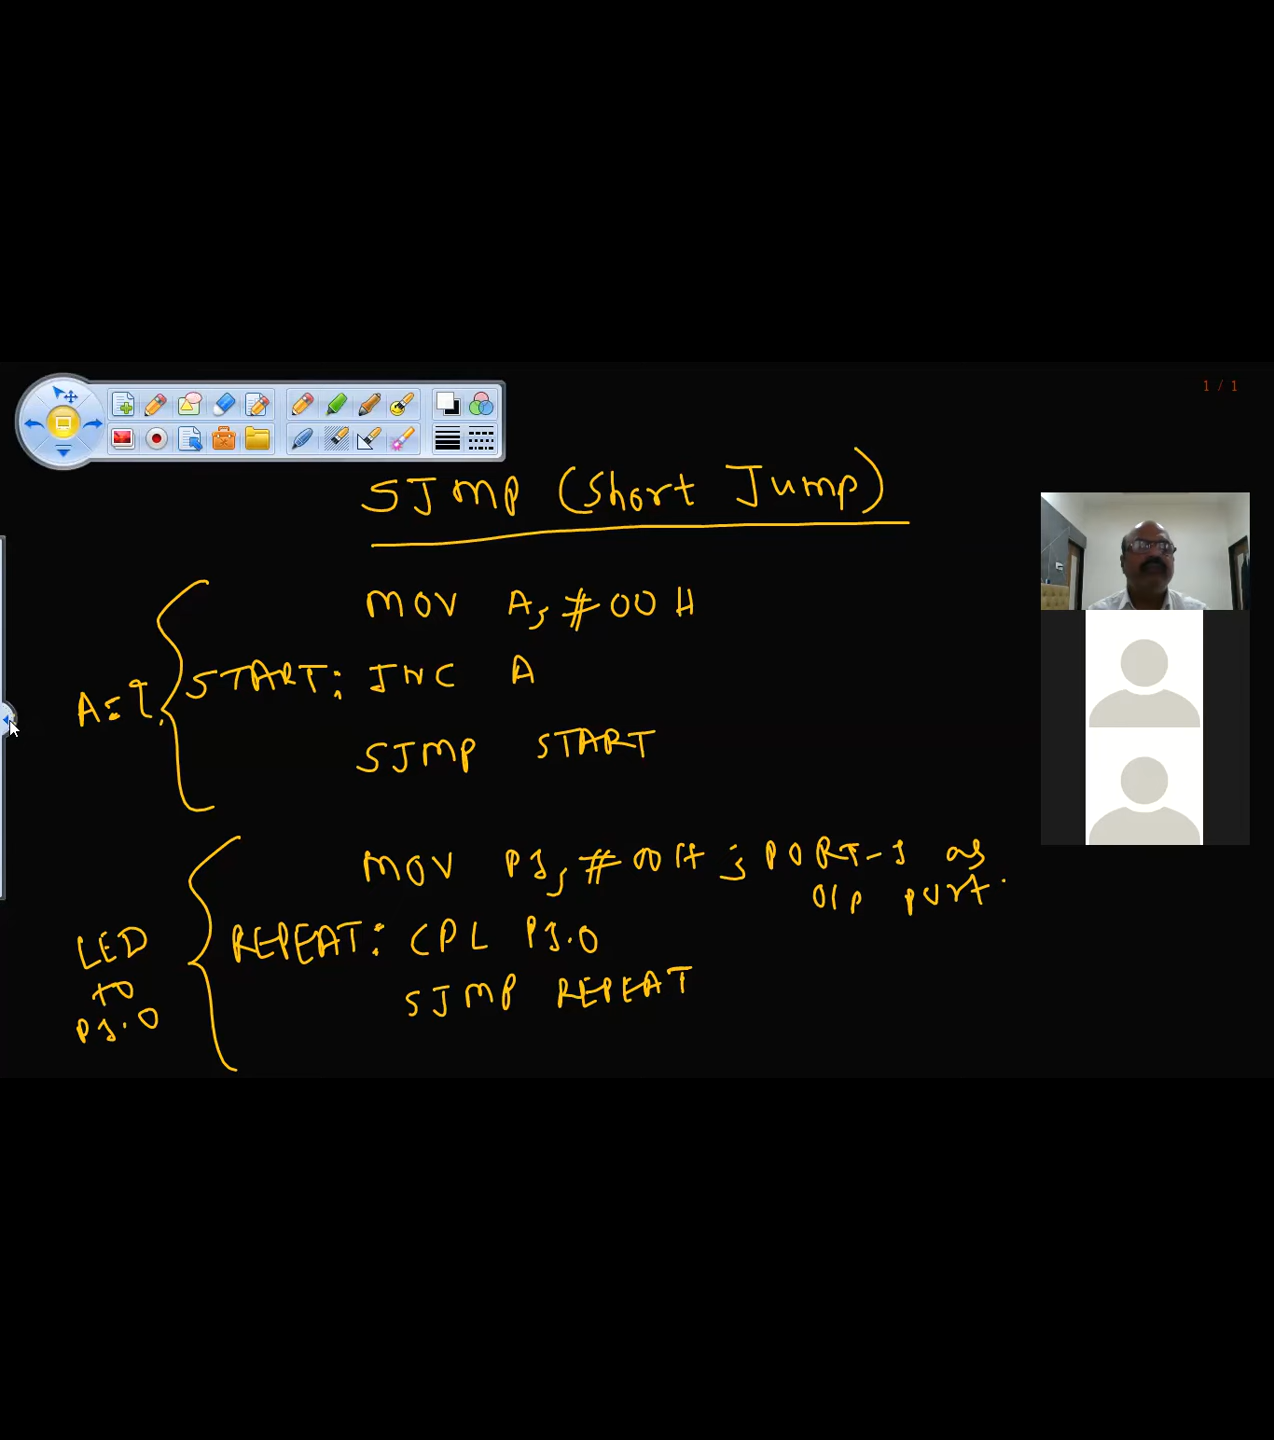 1 / 1
SJMP (Short Jump)
MOV A, #00H
START: INC A
A = ?
SJMP START
MOV P1, #00H ; PORT-1 as
O/P port.
REPEAT: CPL P1.0
SJMP REPEAT
LED
to
P1.0